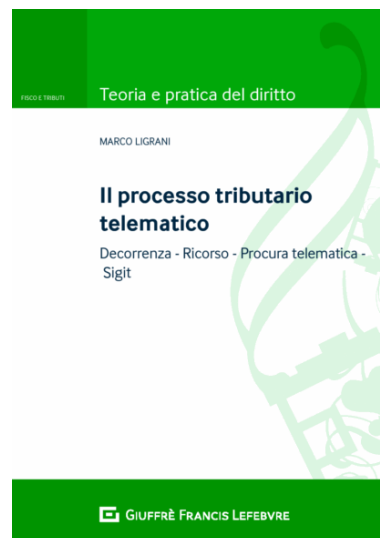 FISCO E TRIBUTI
Teoria e pratica del diritto
MARCO LIGRANI
Il processo tributario
telematico
Decorrenza - Ricorso - Procura telematica -
Sigit
GIUFFRÈ FRANCIS LEFEBVRE